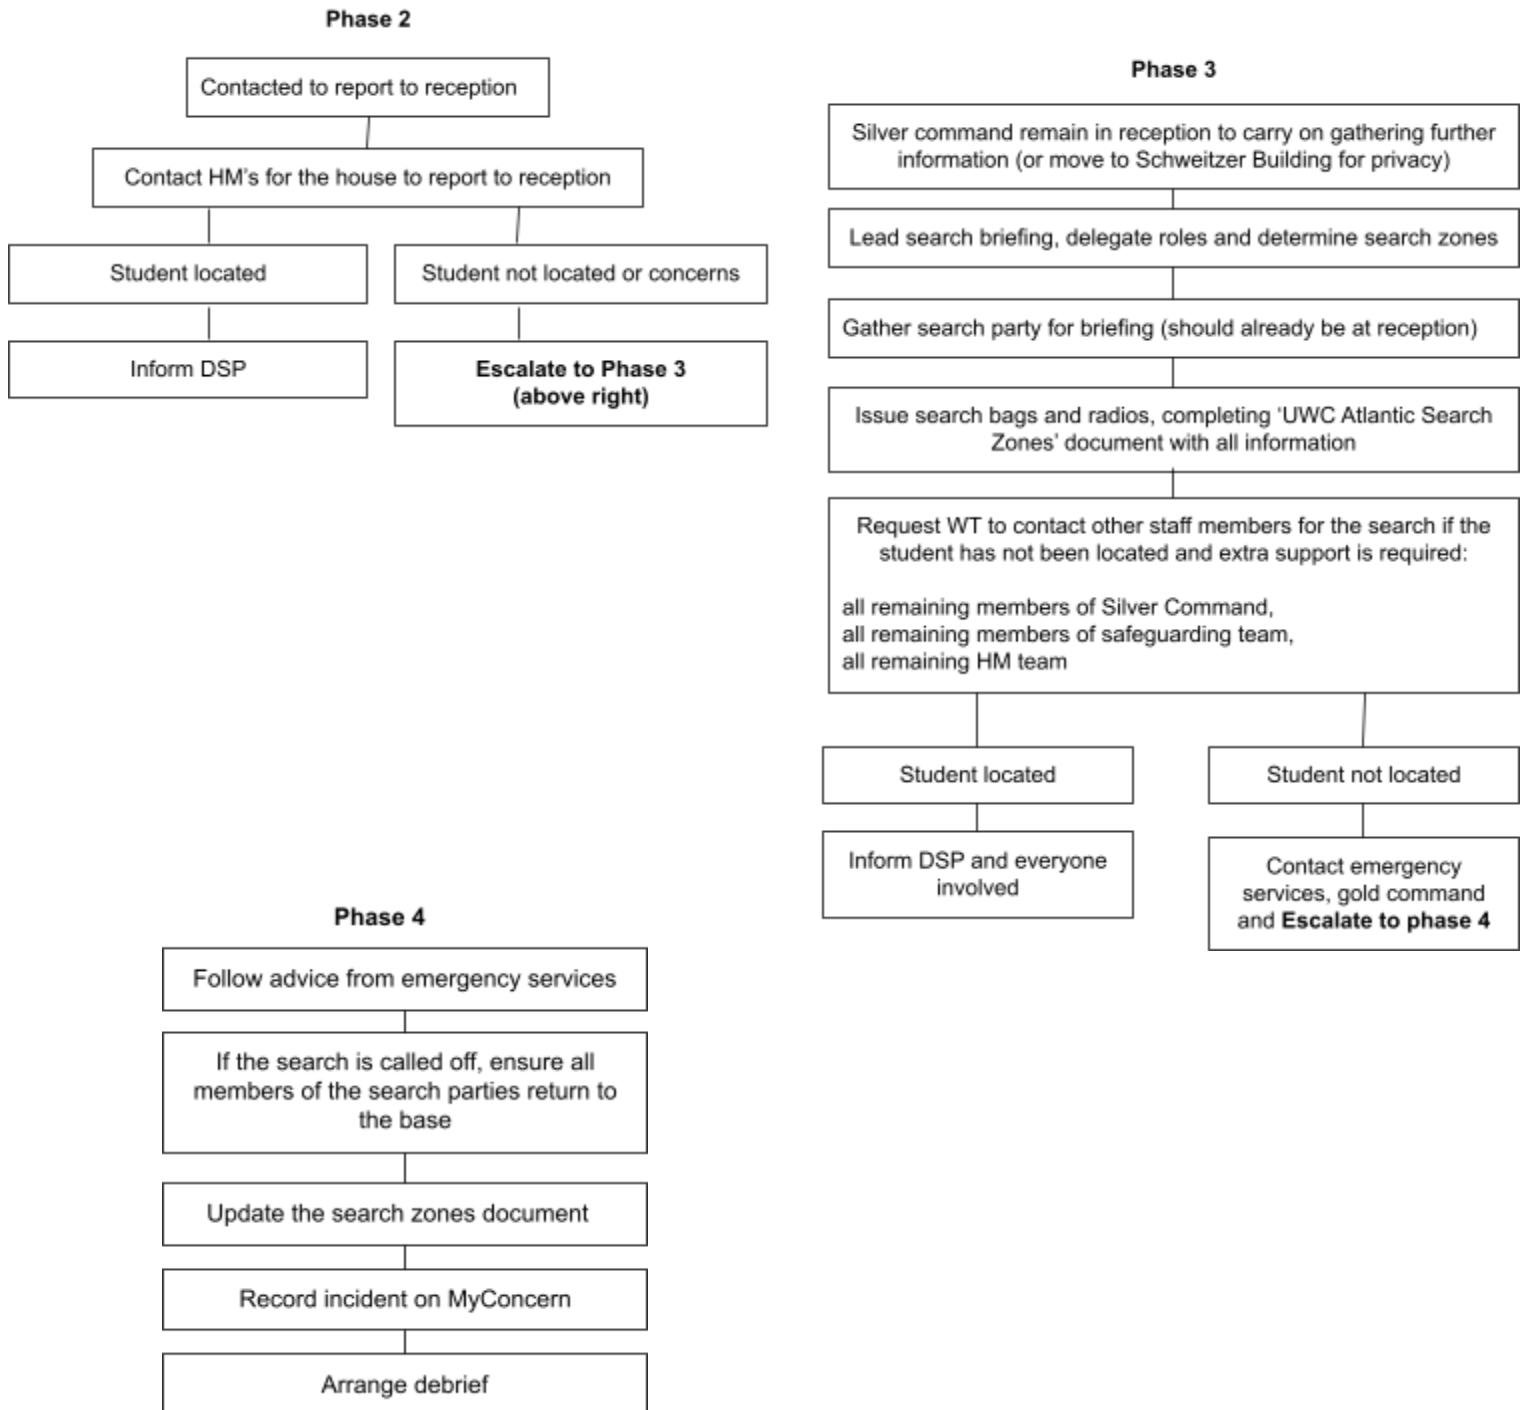 Phase 2
Contacted to report to reception
Contact HM's for the house to report to reception
Student located
Student not located or concerns
Inform DSP
Escalate to Phase 3
(above right)
Phase 3
Silver command remain in reception to carry on gathering further
information (or move to Schweitzer Building for privacy)
Lead search briefing, delegate roles and determine search zones
Gather search party for briefing (should already be at reception)
Issue search bags and radios, completing ‘UWC Atlantic Search
Zones’ document with all information
Request WT to contact other staff members for the search if the
student has not been located and extra support is required:
all remaining members of Silver Command,
all remaining members of safeguarding team,
all remaining HM team
Student located
Student not located
Inform DSP and everyone
involved
Contact emergency
services, gold command
and Escalate to phase 4
Phase 4
Follow advice from emergency services
If the search is called off, ensure all
members of the search parties return to
the base
Update the search zones document
Record incident on MyConcern
Arrange debrief